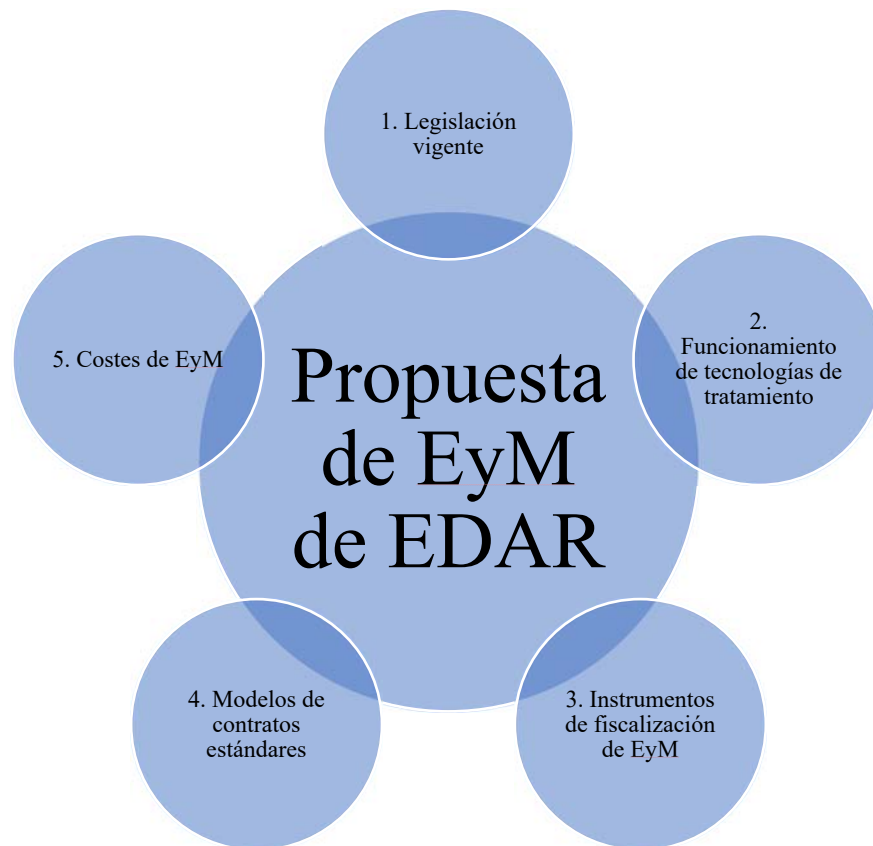 1. Legislación
vigente
2.
Funcionamiento
de tecnologías de
tratamiento
3. Instrumentos
de fiscalización
de EyM
4. Modelos de
contratos
estándares
5. Costes de EyM
Propuesta
de EyM
de EDAR